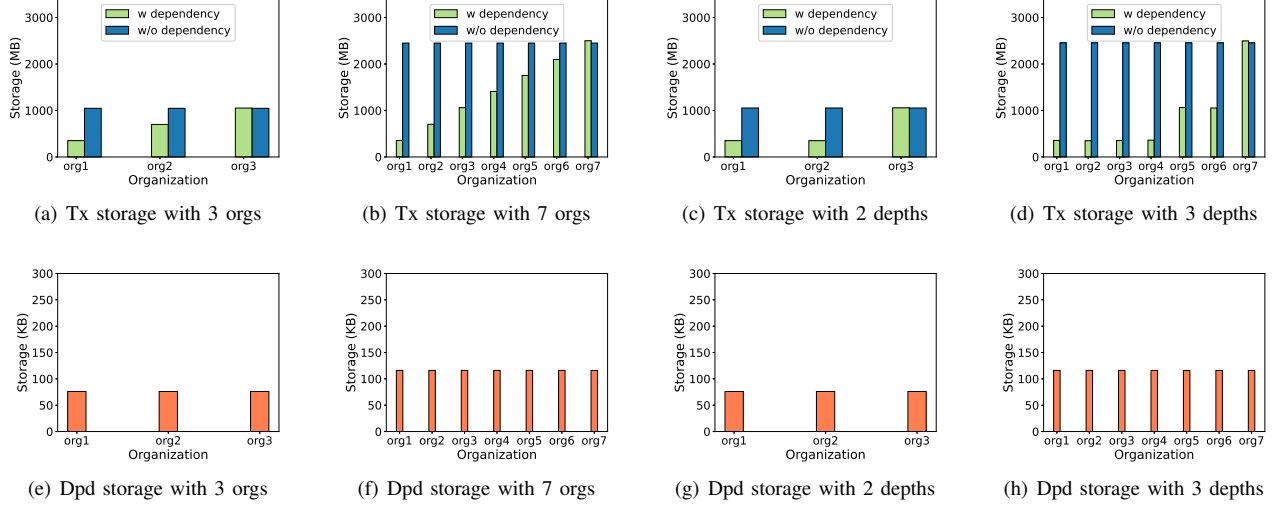 3000
2000
1000
0
Storage (MB)
w dependency
w/o dependency
org1 org2 org3
Organization
(a) Tx storage with 3 orgs
3000
2000
1000
0
Storage (MB)
w dependency
w/o dependency
org1 org2 org3 org4 org5 org6 org7
Organization
(b) Tx storage with 7 orgs
3000
2000
1000
0
Storage (MB)
w dependency
w/o dependency
org1 org2 org3
Organization
(c) Tx storage with 2 depths
3000
2000
1000
0
Storage (MB)
w dependency
w/o dependency
org1 org2 org3 org4 org5 org6 org7
Organization
(d) Tx storage with 3 depths
300
250
200
150
100
50
0
Storage (KB)
org1 org2 org3
Organization
(e) Dpd storage with 3 orgs
300
250
200
150
100
50
0
Storage (KB)
org1 org2 org3 org4 org5 org6 org7
Organization
(f) Dpd storage with 7 orgs
300
250
200
150
100
50
0
Storage (KB)
org1 org2 org3
Organization
(g) Dpd storage with 2 depths
300
250
200
150
100
50
0
Storage (KB)
org1 org2 org3 org4 org5 org6 org7
Organization
(h) Dpd storage with 3 depths